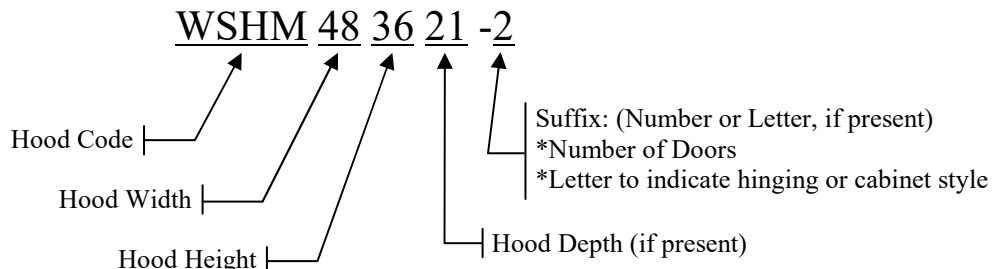 WSHM 48 36 21 -2
Suffix: (Number or Letter, if present)
*Number of Doors
*Letter to indicate hinging or cabinet style
Hood Code
Hood Width
Hood Depth (if present)
Hood Height